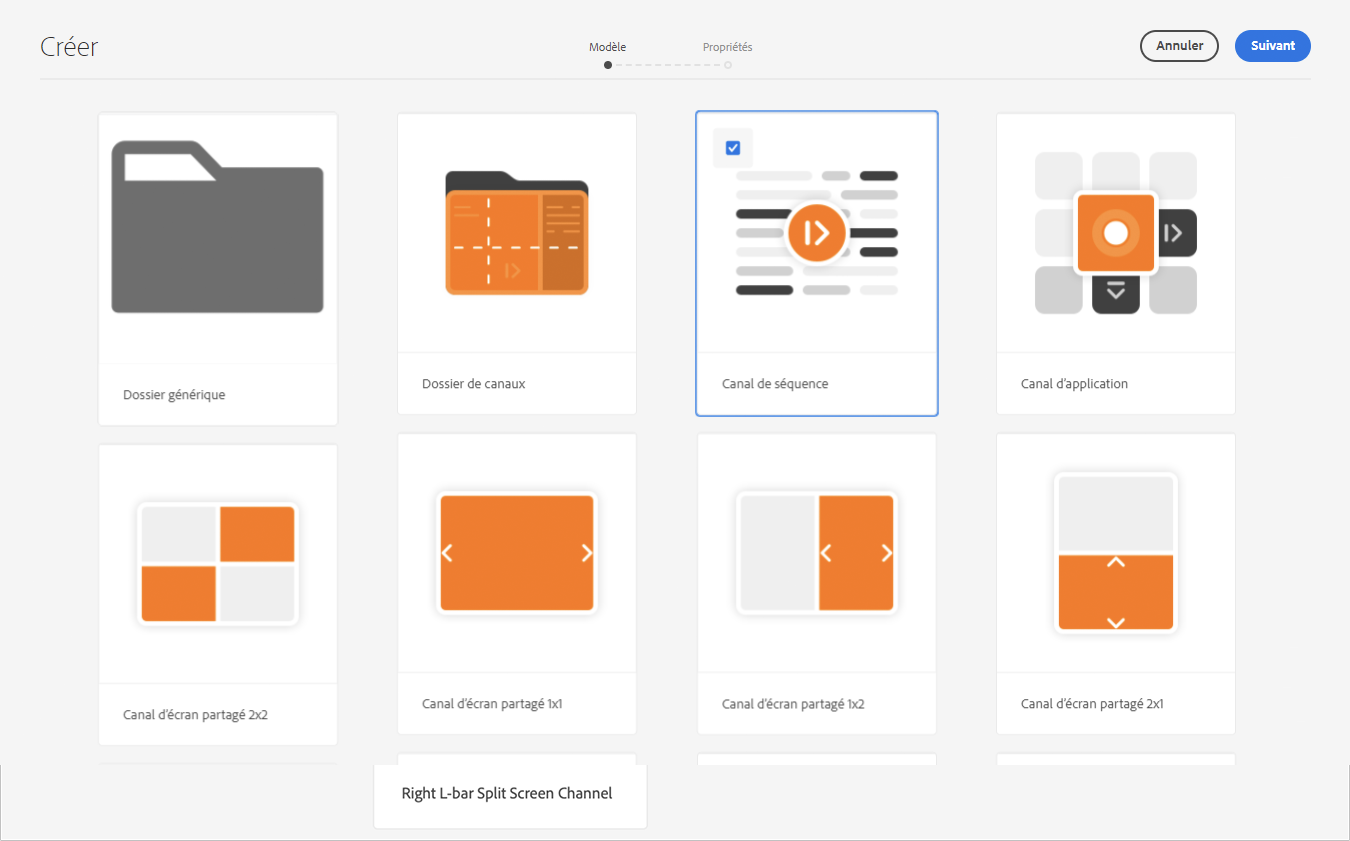 Créer
Modèle
Propriétés
Annuler
Suivant
Dossier générique
Dossier de canaux
Canal de séquence
Canal d'application
Canal d'écran partagé 2x2
Canal d'écran partagé 1x1
Canal d'écran partagé 1x2
Canal d'écran partagé 2x1
Right L-bar Split Screen Channel